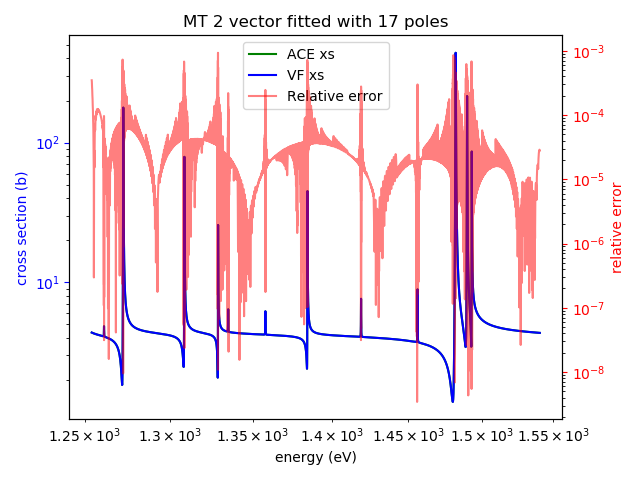 MT 2 vector fitted with 17 poles
ACE xs
VF xs
Relative error
cross section (b)
10²
10¹
10⁻³
10⁻⁴
10⁻⁵
10⁻⁶
10⁻⁷
10⁻⁸
relative error
1.25 × 10³ 1.3 × 10³ 1.35 × 10³ 1.4 × 10³ 1.45 × 10³ 1.5 × 10³ 1.55 × 10³
energy (eV)